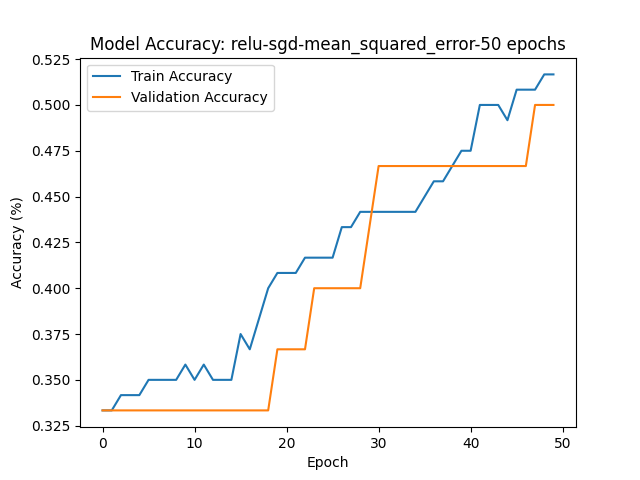 Model Accuracy: relu-sgd-mean_squared_error-50 epochs
Train Accuracy
Validation Accuracy
Accuracy (%)
0.525
0.500
0.475
0.450
0.425
0.400
0.375
0.350
0.325
0 10 20 30 40 50
Epoch